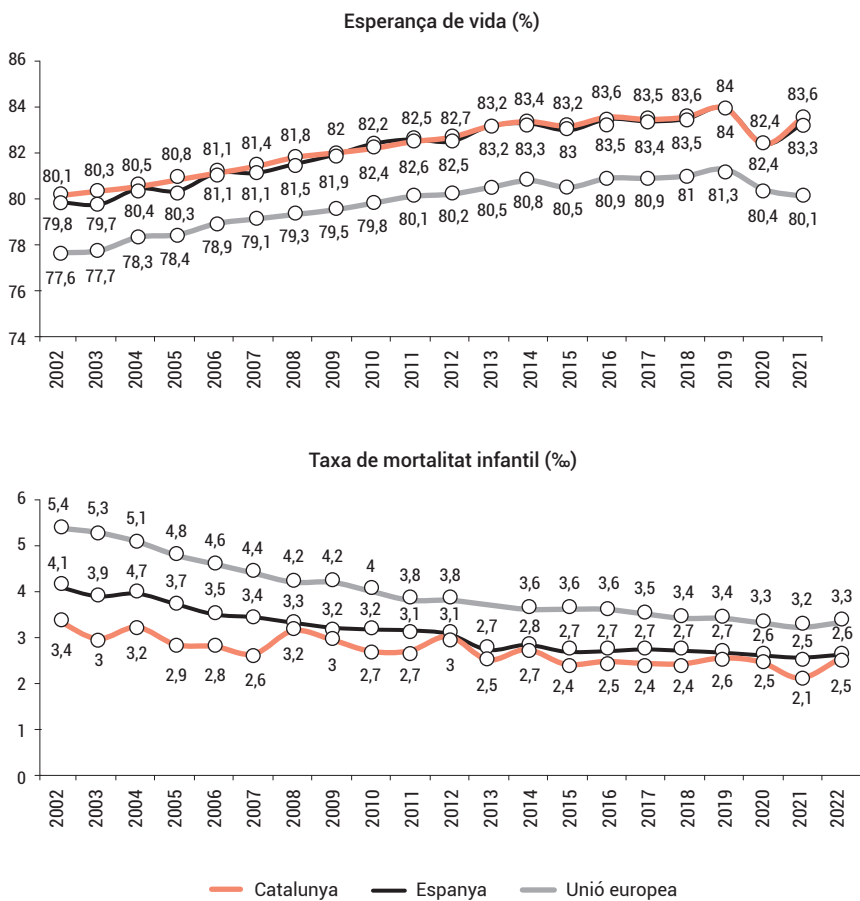 Esperança de vida (%)
86
84
82
80
78
76
74
80,1 80,3 80,5 80,8 81,1 81,4 81,8 82 82,2 82,5 82,7 83,2 83,4 83,2 83,6 83,5 83,6 84 82,4 83,6
79,8 79,7 80,4 80,3 81,1 81,1 81,5 81,9 82,4 82,6 82,5 83,2 83,3 83 83,5 83,4 83,5 84 82,4 83,3
77,6 77,7 78,3 78,4 78,9 79,1 79,3 79,5 79,8 80,1 80,2 80,5 80,8 80,5 80,9 80,9 81 81,3 80,4 80,1
2002 2003 2004 2005 2006 2007 2008 2009 2010 2011 2012 2013 2014 2015 2016 2017 2018 2019 2020 2021
Taxa de mortalitat infantil (‰)
6
5
4
3
2
1
0
5,4 5,3 5,1 4,8 4,6 4,4 4,2 4,2 4 3,8 3,8 3,6 3,6 3,6 3,5 3,4 3,4 3,3 3,2 3,3
4,1 3,9 4,7 3,7 3,5 3,4 3,3 3,2 3,2 3,1 3,1 2,7 2,8 2,7 2,7 2,7 2,7 2,7 2,6 2,5 2,6
3,4 3 3,2 2,9 2,8 2,6 3,2 3 2,7 2,7 3 2,5 2,7 2,4 2,5 2,4 2,4 2,6 2,5 2,1 2,5
2002 2003 2004 2005 2006 2007 2008 2009 2010 2011 2012 2013 2014 2015 2016 2017 2018 2019 2020 2021 2022
Catalunya Espanya Unió europea